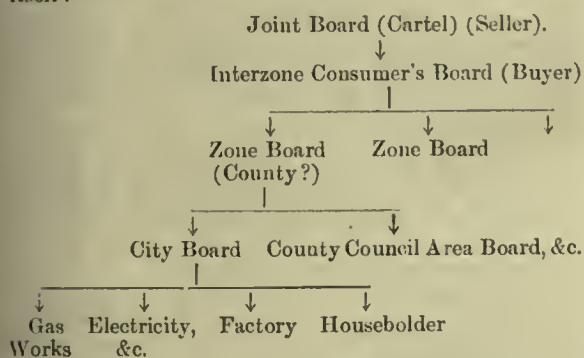 Joint Board (Cartel) (Seller).
Interzone Consumer's Board (Buyer)
Zone Board Zone Board
(County?)
City Board County Council Area Board, &c.
Gas Electricity, Factory Householder
Works &c.